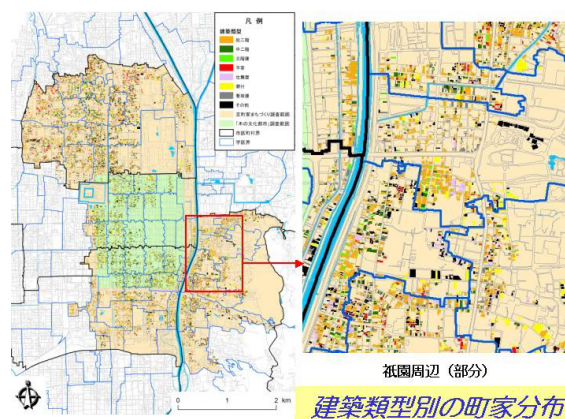 凡 例
建築類型
総二階
中二階
三階建
平家
仕舞屋
塀付
看板建
その他
京町家まちづくり調査範囲
「木の文化都市」調査範囲
市区町村界
学区界
0 1 2 km
祇園周辺（部分）
建築類型別の町家分布